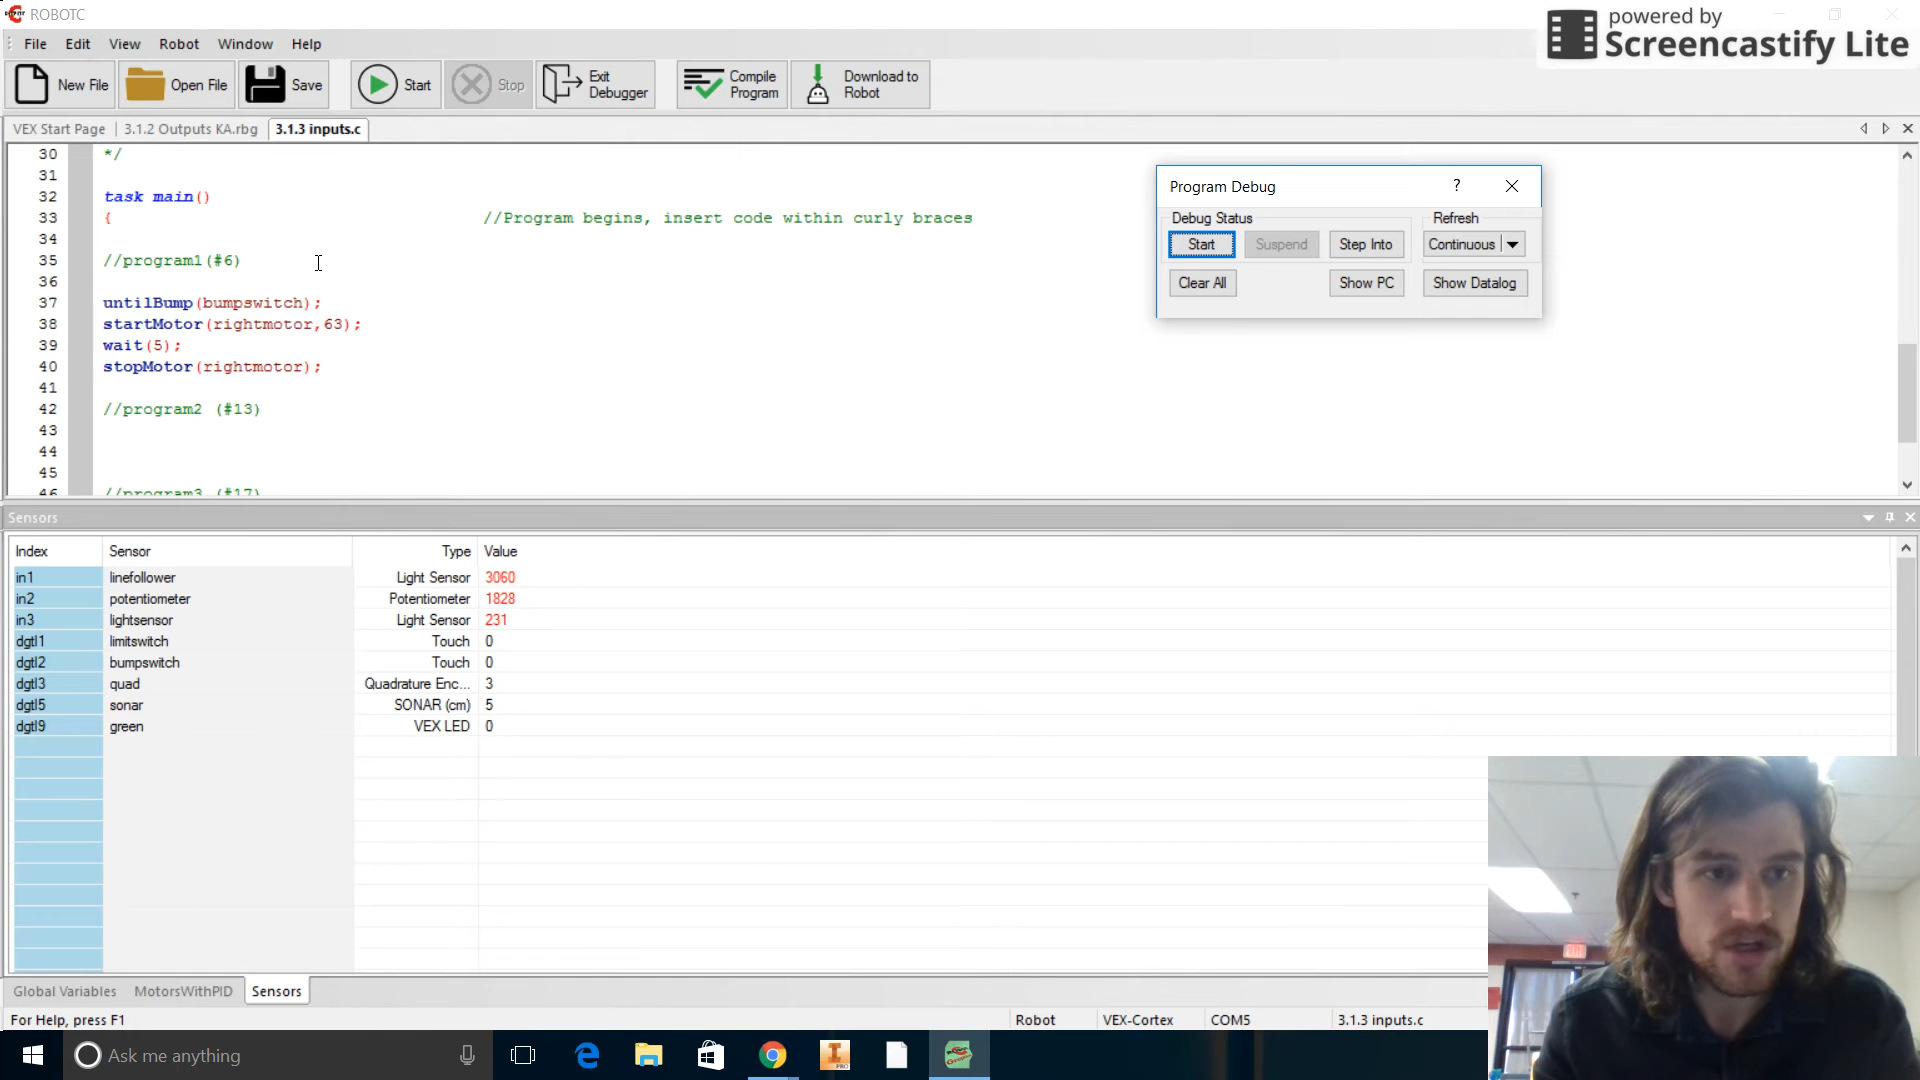 ROBOTC
powered by
Screencastify Lite
File Edit View Robot Window Help
New File Open File Save Start Stop Exit Debugger Compile Program Download to Robot
VEX Start Page 3.1.2 Outputs KA.rbg 3.1.3 inputs.c
30 */
31
32 task main()
33 { //Program begins, insert code within curly braces
34
35 //program1(#6)
36
37 untilBump(bumpswitch);
38 startMotor(rightmotor,63);
39 wait(5);
40 stopMotor(rightmotor);
41
42 //program2 (#13)
43
44
45
46 //program3 (#17)
Program Debug ?
Debug Status Refresh
Start Suspend Step Into Continuous
Clear All Show PC Show Datalog
Sensors
Index Sensor Type Value
in1 linefollower Light Sensor 3060
in2 potentiometer Potentiometer 1828
in3 lightsensor Light Sensor 231
dgtl1 limitswitch Touch 0
dgtl2 bumpswitch Touch 0
dgtl3 quad Quadrature Enc... 3
dgtl5 sonar SONAR (cm) 5
dgtl9 green VEX LED 0
Global Variables MotorsWithPID Sensors
For Help, press F1 Robot VEX-Cortex COM5 3.1.3 inputs.c
Ask me anything